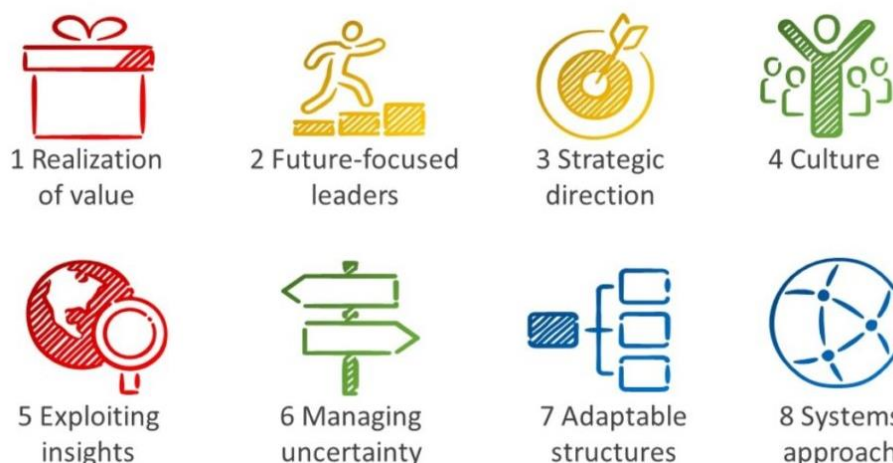 1 Realization
of value
2 Future-focused
leaders
3 Strategic
direction
4 Culture
5 Exploiting
insights
6 Managing
uncertainty
7 Adaptable
structures
8 Systems
approach